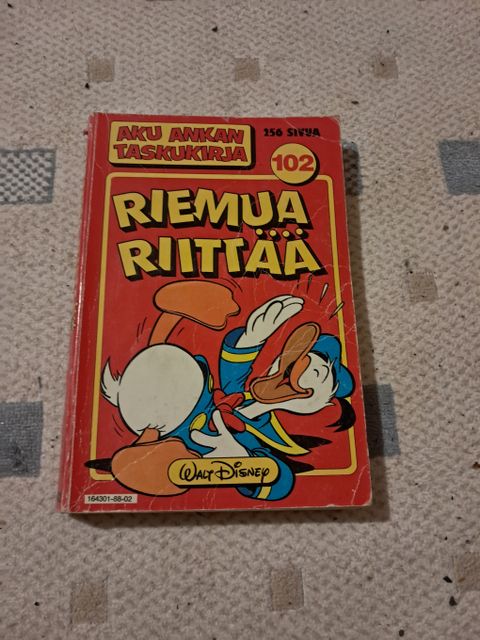 AKU ANKAN
TASKUKIRJA
256 SIVUA
102
RIEMUA
RIITTÄÄ
WALT DISNEY
164301-88-02